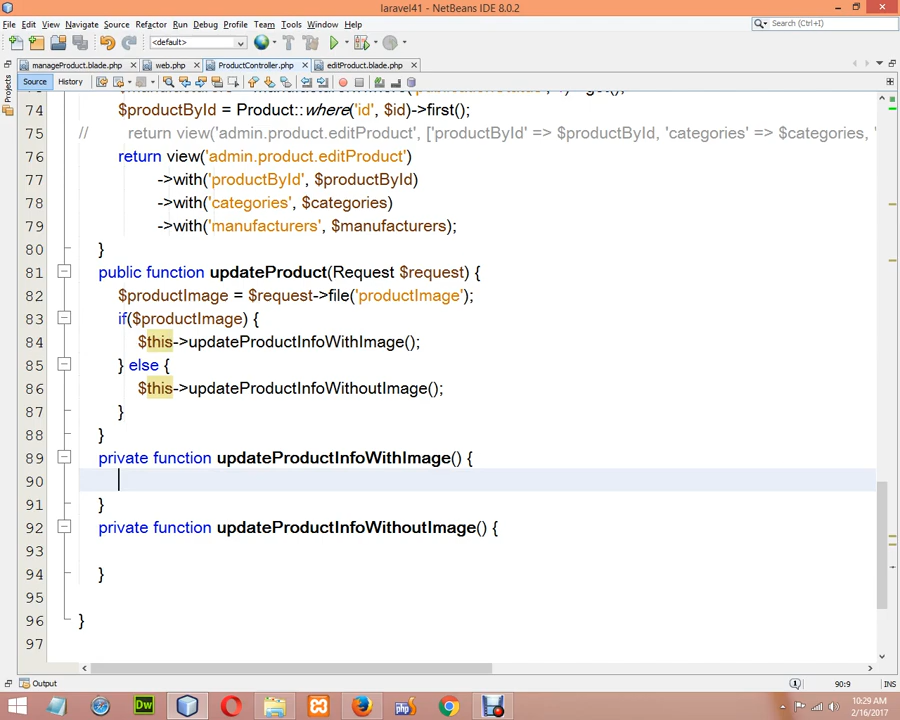 laravel41 - NetBeans IDE 8.0.2
File Edit View Navigate Source Refactor Run Debug Profile Team Tools Window Help
<default>
Search (Ctrl+I)
manageProduct.blade.php web.php ProductController.php editProduct.blade.php
Source History
Projects
74 $productById = Product::where('id', $id)->first();
75 // return view('admin.product.editProduct', ['productById' => $productById, 'categories' => $categories, '
76 return view('admin.product.editProduct')
77 ->with('productById', $productById)
78 ->with('categories', $categories)
79 ->with('manufacturers', $manufacturers);
80 }
81 public function updateProduct(Request $request) {
82 $productImage = $request->file('productImage');
83 if($productImage) {
84 $this->updateProductInfoWithImage();
85 } else {
86 $this->updateProductInfoWithoutImage();
87 }
88 }
89 private function updateProductInfoWithImage() {
90
91 }
92 private function updateProductInfoWithoutImage() {
93
94 }
95
96 }
97
Output
90:9 INS
10:29 AM
2/16/2017